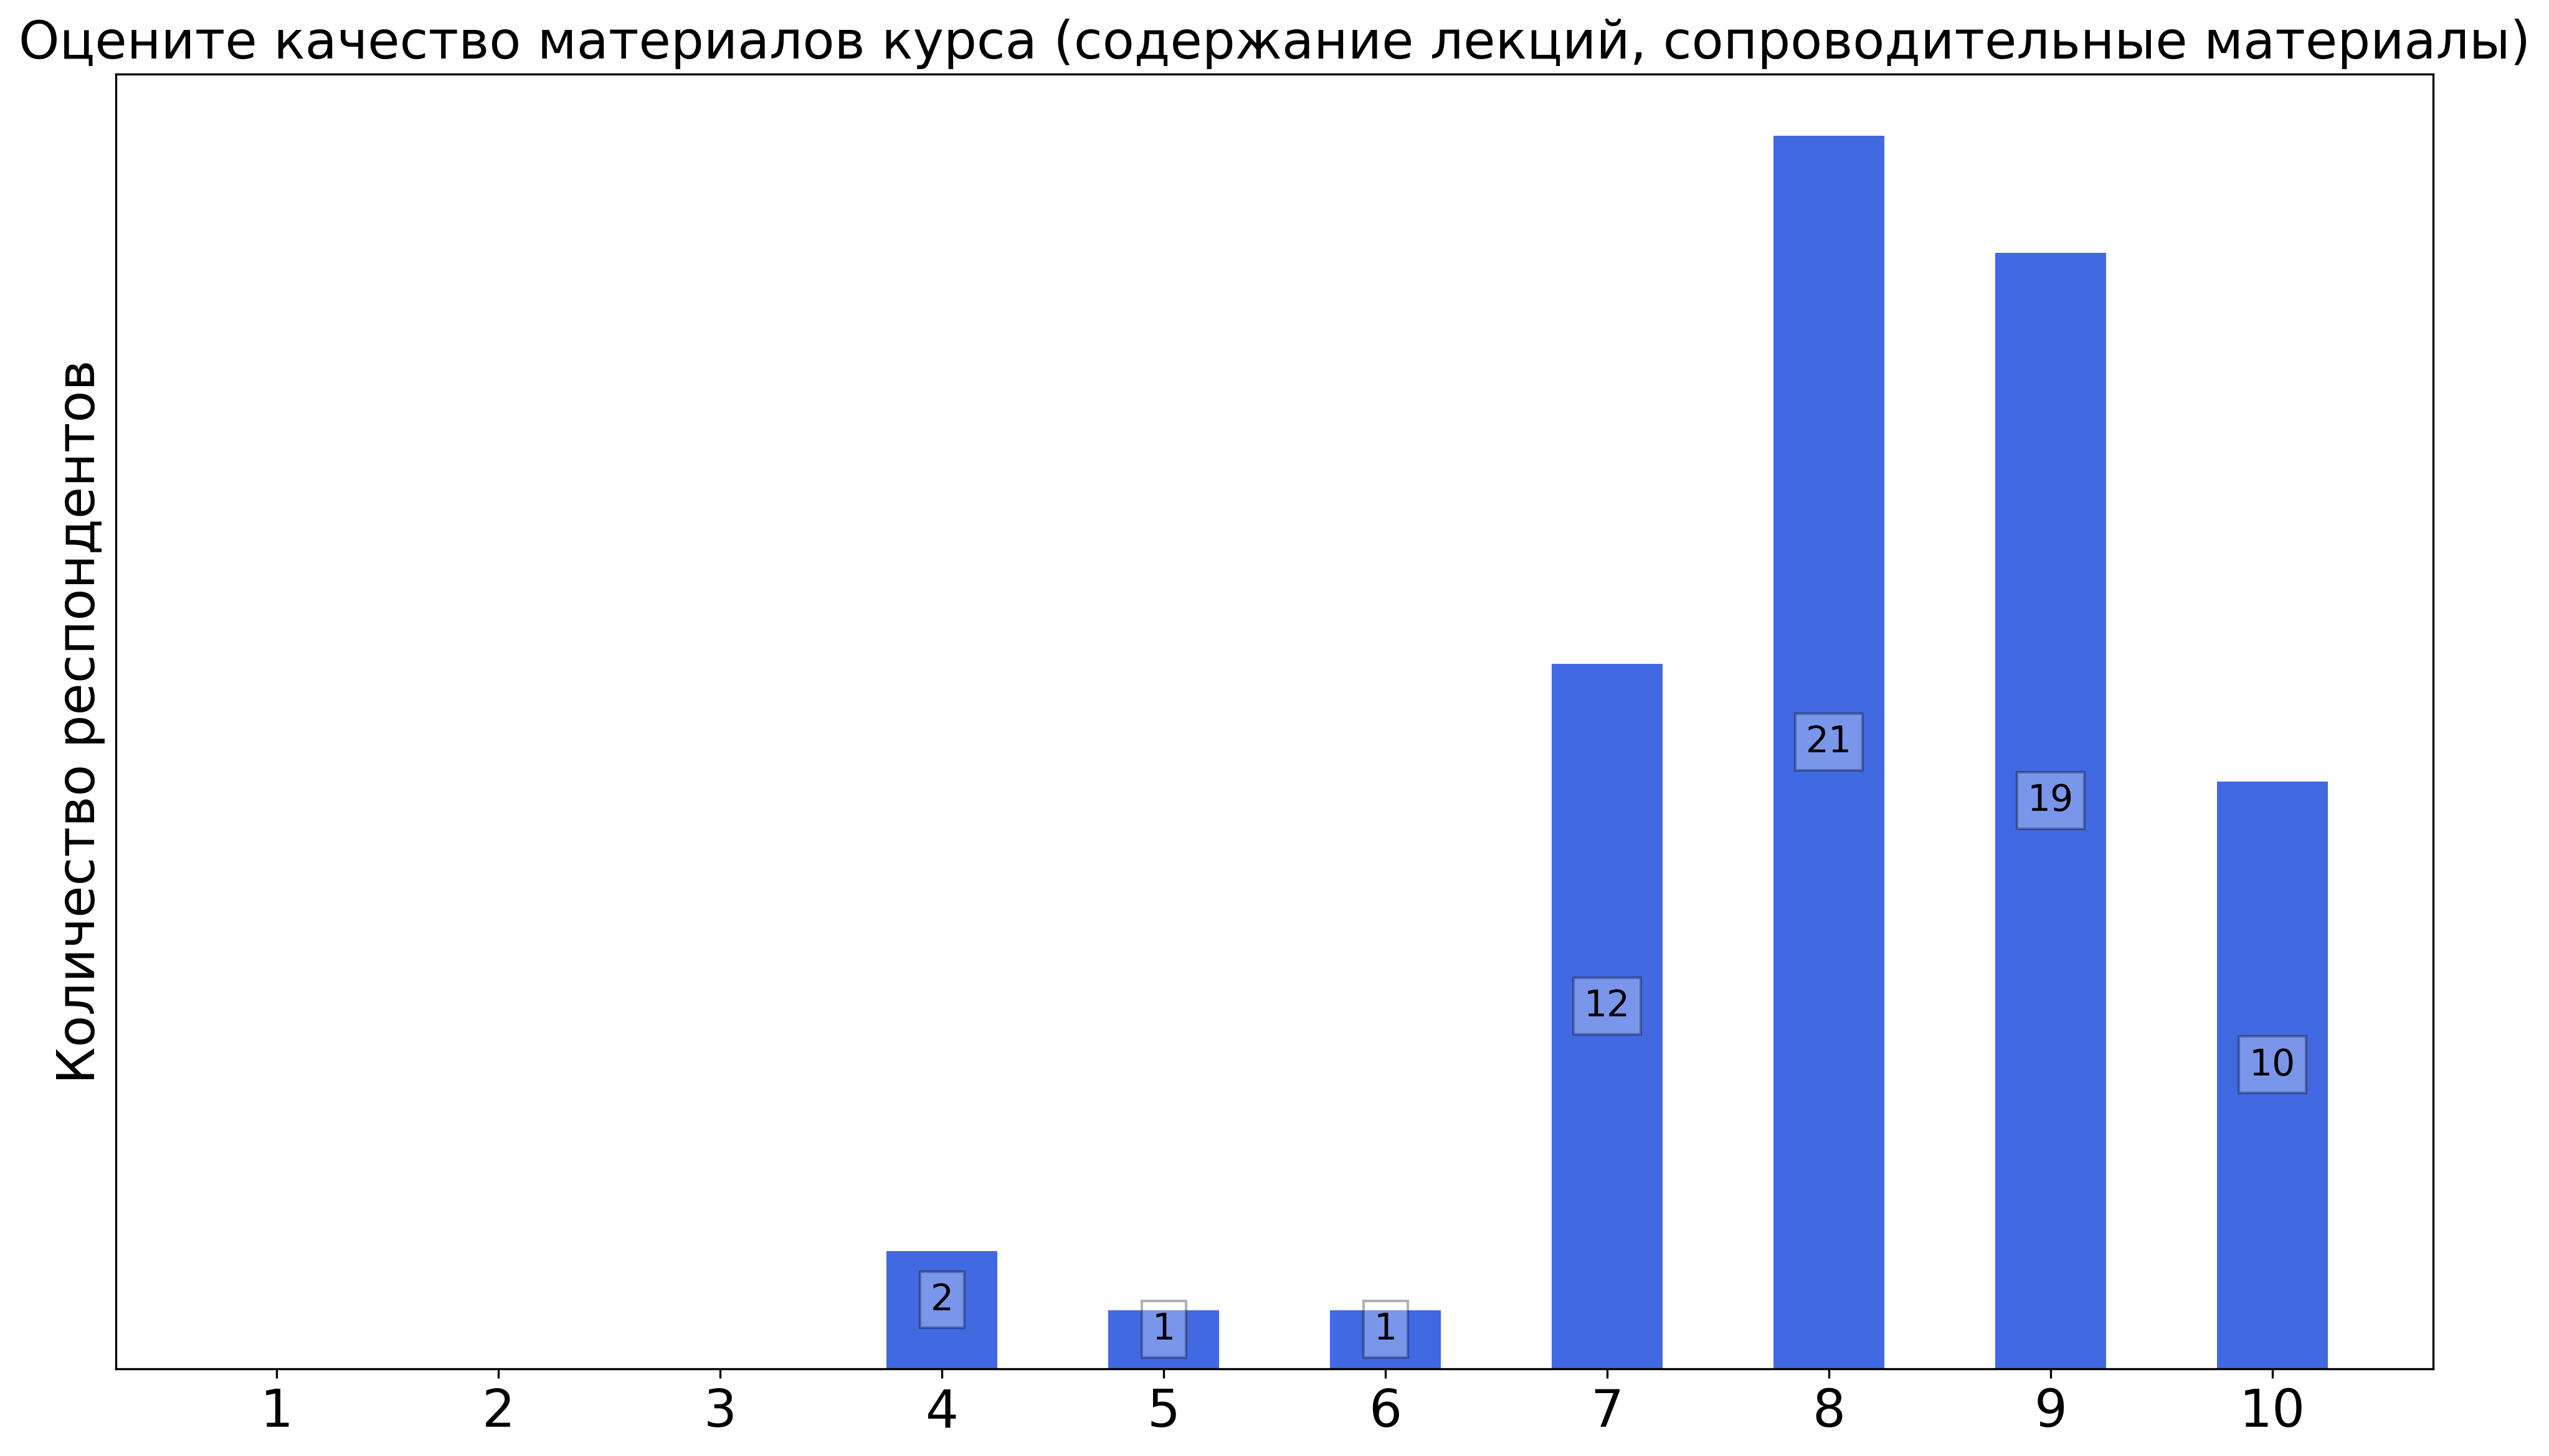 Оцените качество материалов курса (содержание лекций, сопроводительные материалы)
Количество респондентов
2
1
1
12
21
19
10
1 2 3 4 5 6 7 8 9 10